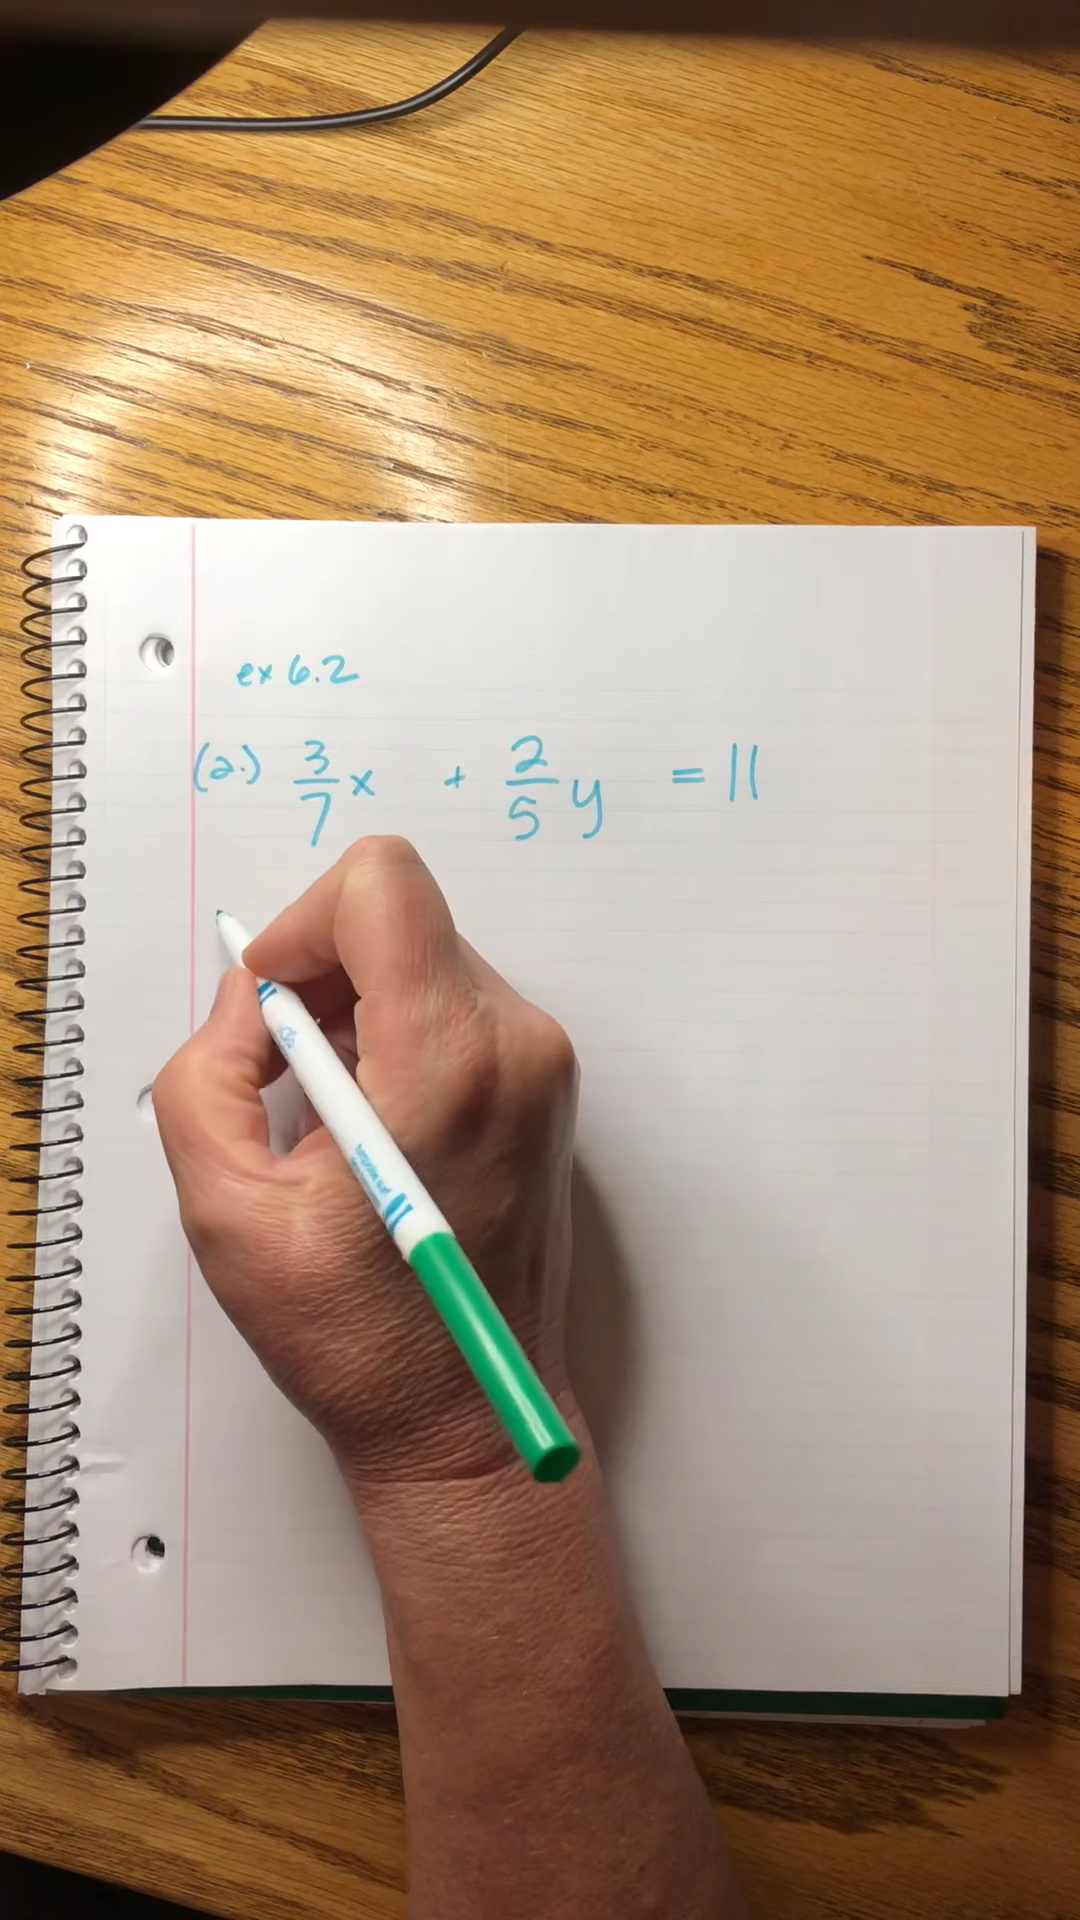 ex 6.2
(2.) 3/7 x + 2/5 y = 11